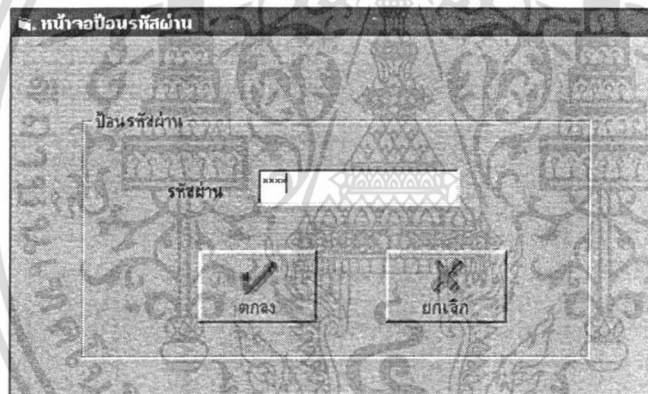 หน้าจอป้อนรหัสผ่าน
ป้อนรหัสผ่าน
รหัสผ่าน xxxx
ตกลง ยกเลิก